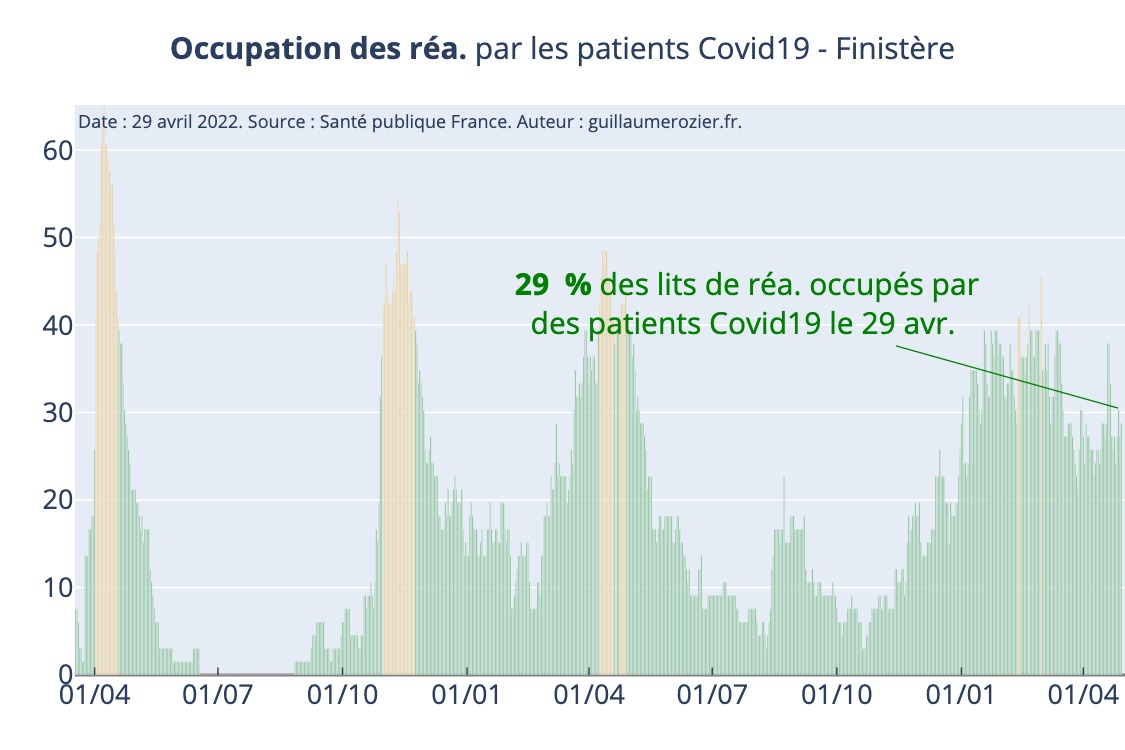 Occupation des réa. par les patients Covid19 - Finistère
Date : 29 avril 2022. Source : Santé publique France. Auteur : guillaumerozier.fr.
60
50
29 % des lits de réa. occupés par
des patients Covid19 le 29 avr.
40
30
20
10
0
01/04 01/07 01/10 01/01 01/04 01/07 01/10 01/01 01/04